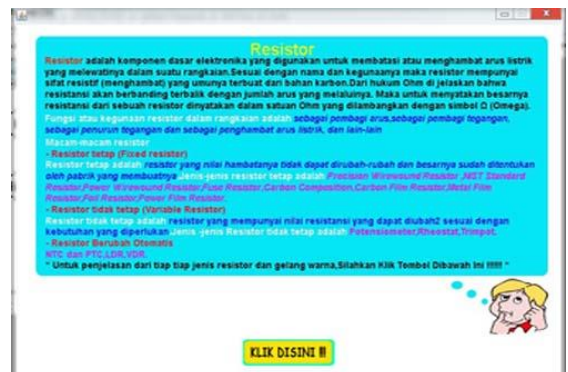 Resistor
Resistor adalah komponen dasar elektronika yang digunakan untuk membatasi atau menghambat arus listrik
yang melewatinya dalam suatu rangkaian.Sesuai dengan nama dan kegunaanya maka resistor mempunyai
sifat resistif (menghambat) yang umunya terbuat dari bahan karbon.Dari hukum Ohm di jelaskan bahwa
resistansi akan berbanding terbalik dengan jumlah arus yang melaluinya. Maka untuk menyatakan besarnya
resistansi dari sebuah resistor dinyatakan dalam satuan Ohm yang dilambangkan dengan simbol Ω (Omega).
Fungsi atau kegunaan resistor dalam rangkaian adalah sebagai pembagi arus,sebagai pembagi tegangan,
sebagai penurun tegangan dan sebagai penghambat arus listrik, dan lain-lain
Macam-macam resistor
- Resistor tetap (Fixed resistor)
Resistor tetap adalah resistor yang nilai hambatanya tidak dapat dirubah-rubah dan besarnya sudah ditentukan
oleh pabrik yang membuatnya.Jenis-jenis resistor tetap adalah Precision Wirewound Resistor ,NIST Standard
Resistor,Power Wirewound Resistor,Fuse Resistor,Carbon Composition,Carbon Film Resistor,Metal Film
Resistor,Foil Resistor,Power Film Resistor.
- Resistor tidak tetap (Variable Resistor)
Resistor tidak tetap adalah resistor yang mempunyai nilai resistansi yang dapat diubah2 sesuai dengan
kebutuhan yang diperlukan.Jenis -jenis Resistor tidak tetap adalah Potensiometer,Rheostat,Trimpot.
- Resistor Berubah Otomatis
NTC dan PTC,LDR,VDR.
" Untuk penjelasan dari tiap tiap jenis resistor dan gelang warna,Silahkan Klik Tombol Dibawah Ini !!!!!! "
KLIK DISINI !!!